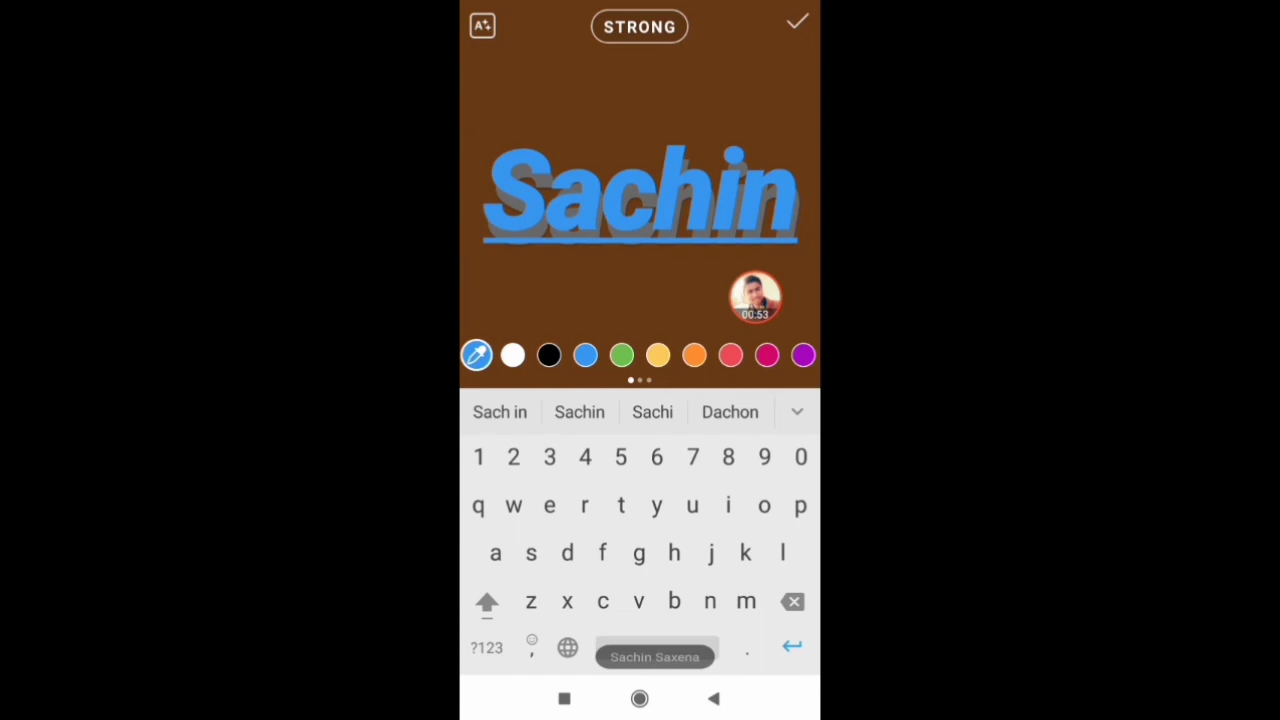 A
STRONG
Sachin
00:53
Sach in Sachin Sachi Dachon
1 2 3 4 5 6 7 8 9 0
q w e r t y u i o p
a s d f g h j k l
z x c v b n m
?123 , .
Sachin Saxena